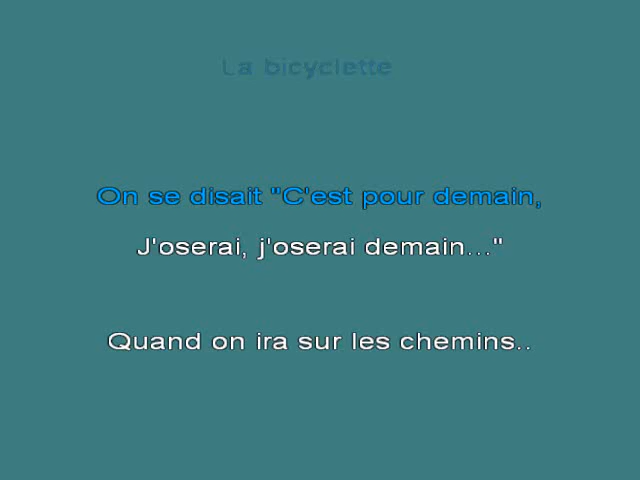 La bicyclette
On se disait "C'est pour demain,
J'oserai, j'oserai demain..."
Quand on ira sur les chemins..